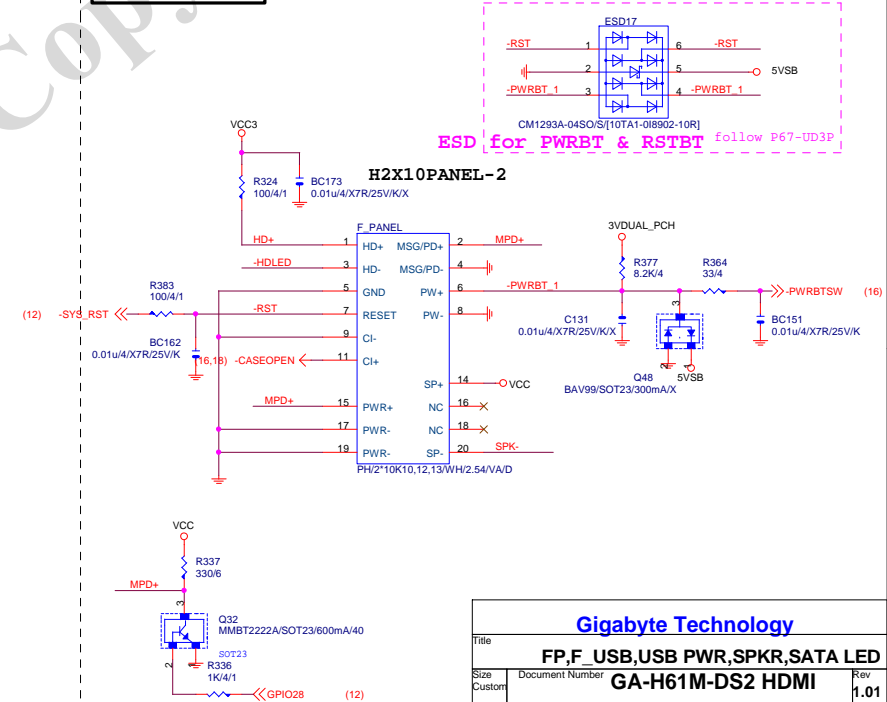 Cop
ESD17
-RST 1 6 -RST
2 5 5VSB
-PWRBT_1 3 4 -PWRBT_1
CM1293A-04SO/S/[10TA1-0I8902-10R]
ESD for PWRBT & RSTBT follow P67-UD3P
VCC3
R324
100/4/1
BC173
0.01u/4/X7R/25V/K/X
H2X10PANEL-2
F_PANEL
HD+ 1 HD+ MSG/PD+ 2 MPD+
-HDLED 3 HD- MSG/PD- 4
5 GND PW+ 6 -PWRBT_1
-RST 7 RESET PW- 8
9 CI-
-CASEOPEN 11 CI+
SP+ 14 VCC
MPD+ 15 PWR+ NC 16
17 PWR- NC 18
19 PWR- SP- 20 SPK-
PH/2*10K10,12,13/WH/2.54/VA/D
R383
100/4/1
(12) -SYS_RST
BC162
0.01u/4/X7R/25V/K
16,18)
3VDUAL_PCH
R377
8.2K/4
R364
33/4
-PWRBTSW (16)
C131
0.01u/4/X7R/25V/K/X
BC151
0.01u/4/X7R/25V/K
3
2
1
5VSB
Q48
BAV99/SOT23/300mA/X
VCC
R337
330/6
MPD+
3
Q32
MMBT2222A/SOT23/600mA/40
SOT23
2
1
R336
1K/4/1
GPIO28 (12)
Gigabyte Technology
Title
FP,F_USB,USB PWR,SPKR,SATA LED
Size
Custom
Document Number
GA-H61M-DS2 HDMI
Rev
1.01